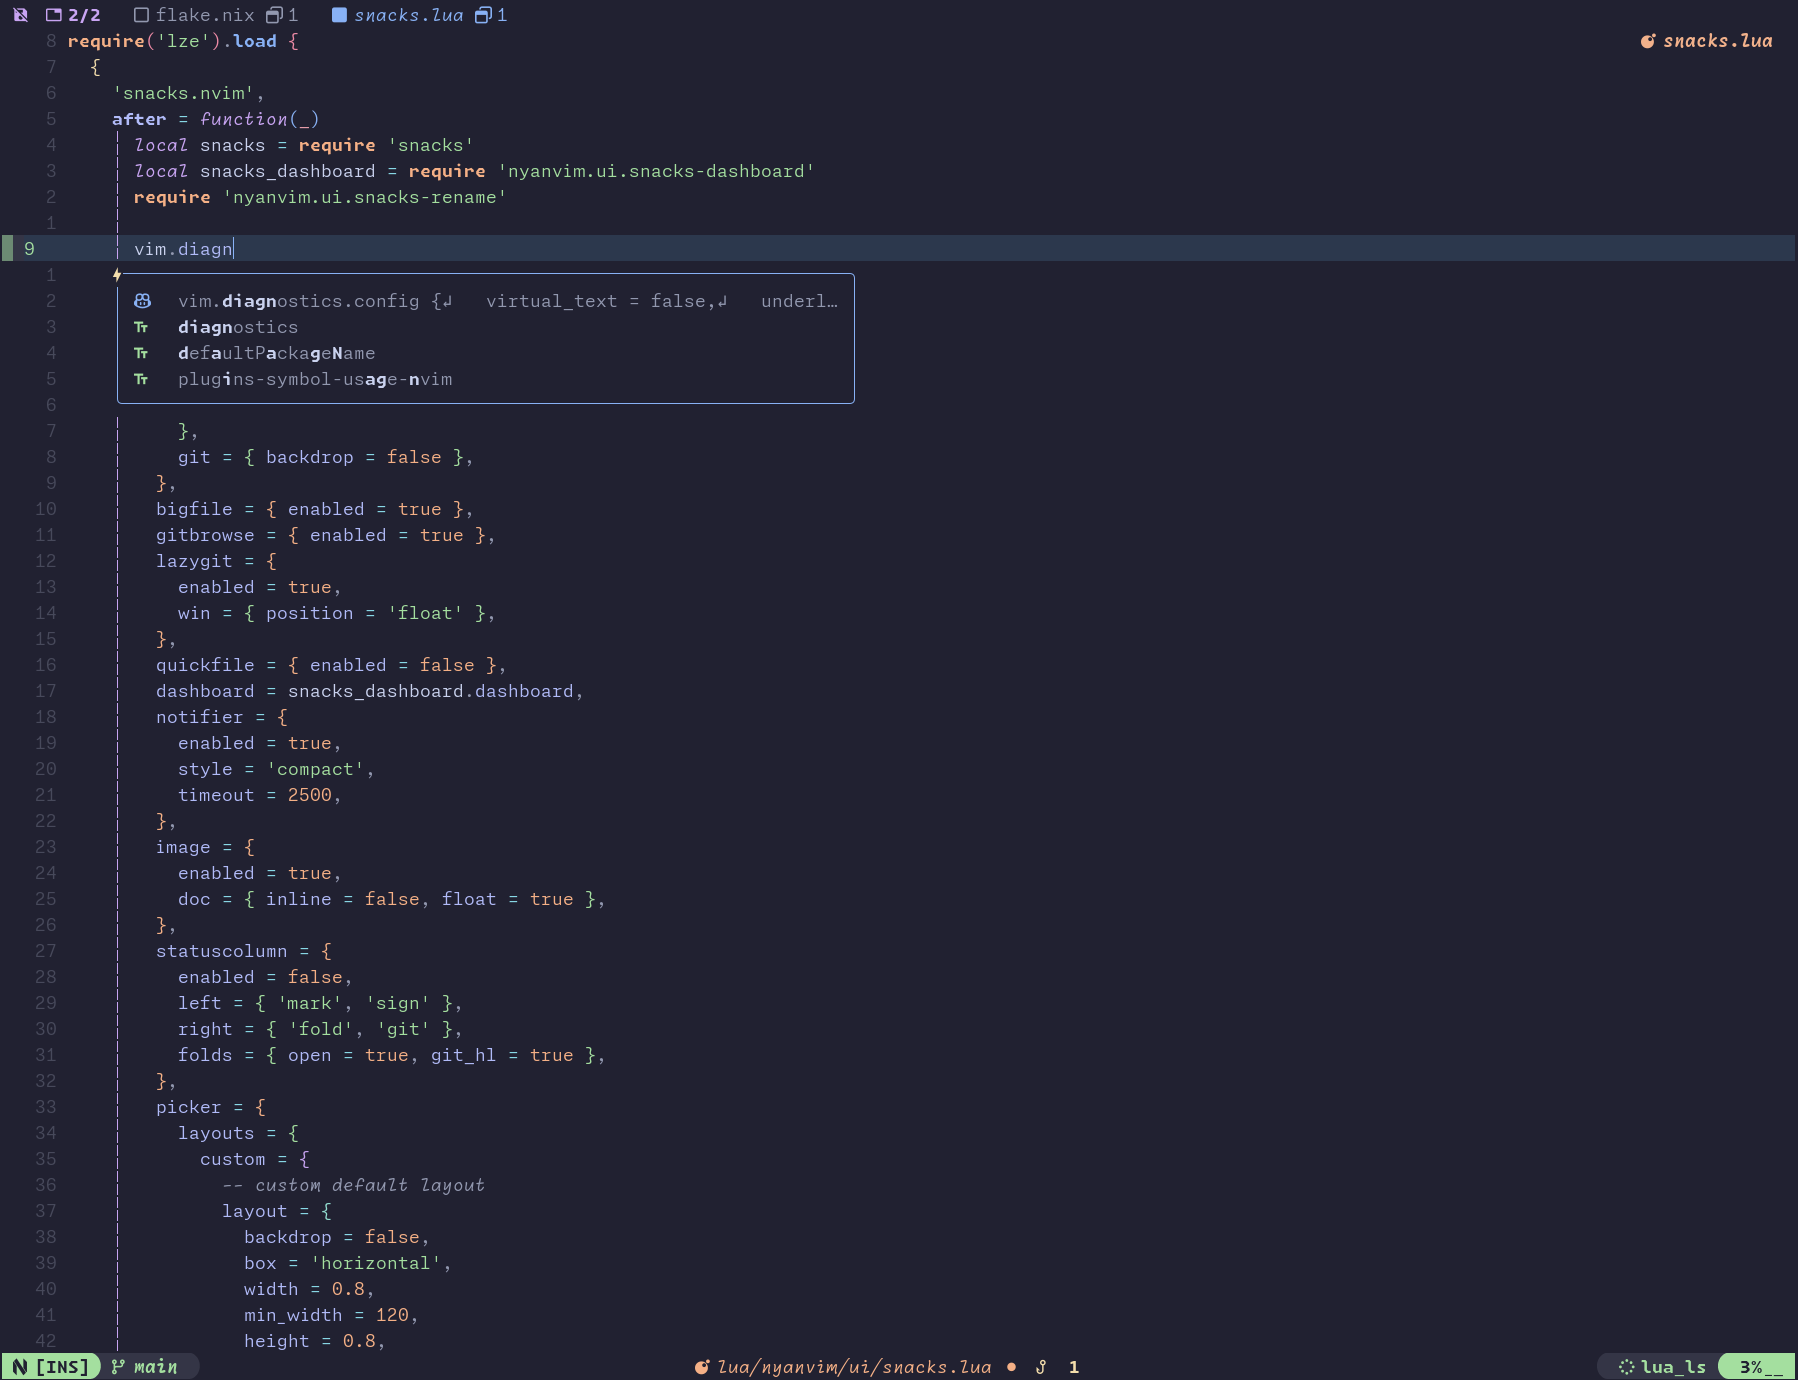 2/2 flake.nix 1 snacks.lua 1
8 require('lze').load { snacks.lua
7 {
6 'snacks.nvim',
5 after = function(_)
4 local snacks = require 'snacks'
3 local snacks_dashboard = require 'nyanvim.ui.snacks-dashboard'
2 require 'nyanvim.ui.snacks-rename'
1
9 vim.diagn
1
2 vim.diagnostics.config {↲ virtual_text = false,↲ underl…
3 Tт diagnostics
4 Tт defaultPackageName
5 Tт plugins-symbol-usage-nvim
6
7 },
8 git = { backdrop = false },
9 },
10 bigfile = { enabled = true },
11 gitbrowse = { enabled = true },
12 lazygit = {
13 enabled = true,
14 win = { position = 'float' },
15 },
16 quickfile = { enabled = false },
17 dashboard = snacks_dashboard.dashboard,
18 notifier = {
19 enabled = true,
20 style = 'compact',
21 timeout = 2500,
22 },
23 image = {
24 enabled = true,
25 doc = { inline = false, float = true },
26 },
27 statuscolumn = {
28 enabled = false,
29 left = { 'mark', 'sign' },
30 right = { 'fold', 'git' },
31 folds = { open = true, git_hl = true },
32 },
33 picker = {
34 layouts = {
35 custom = {
36 -- custom default layout
37 layout = {
38 backdrop = false,
39 box = 'horizontal',
40 width = 0.8,
41 min_width = 120,
42 height = 0.8,
[INS] main lua/nyanvim/ui/snacks.lua ● 1 lua_ls 3%__